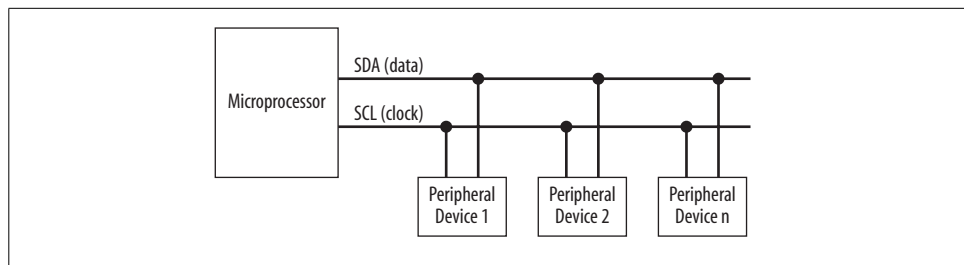 SDA (data)
Microprocessor
SCL (clock)
Peripheral
Device 1
Peripheral
Device 2
Peripheral
Device n